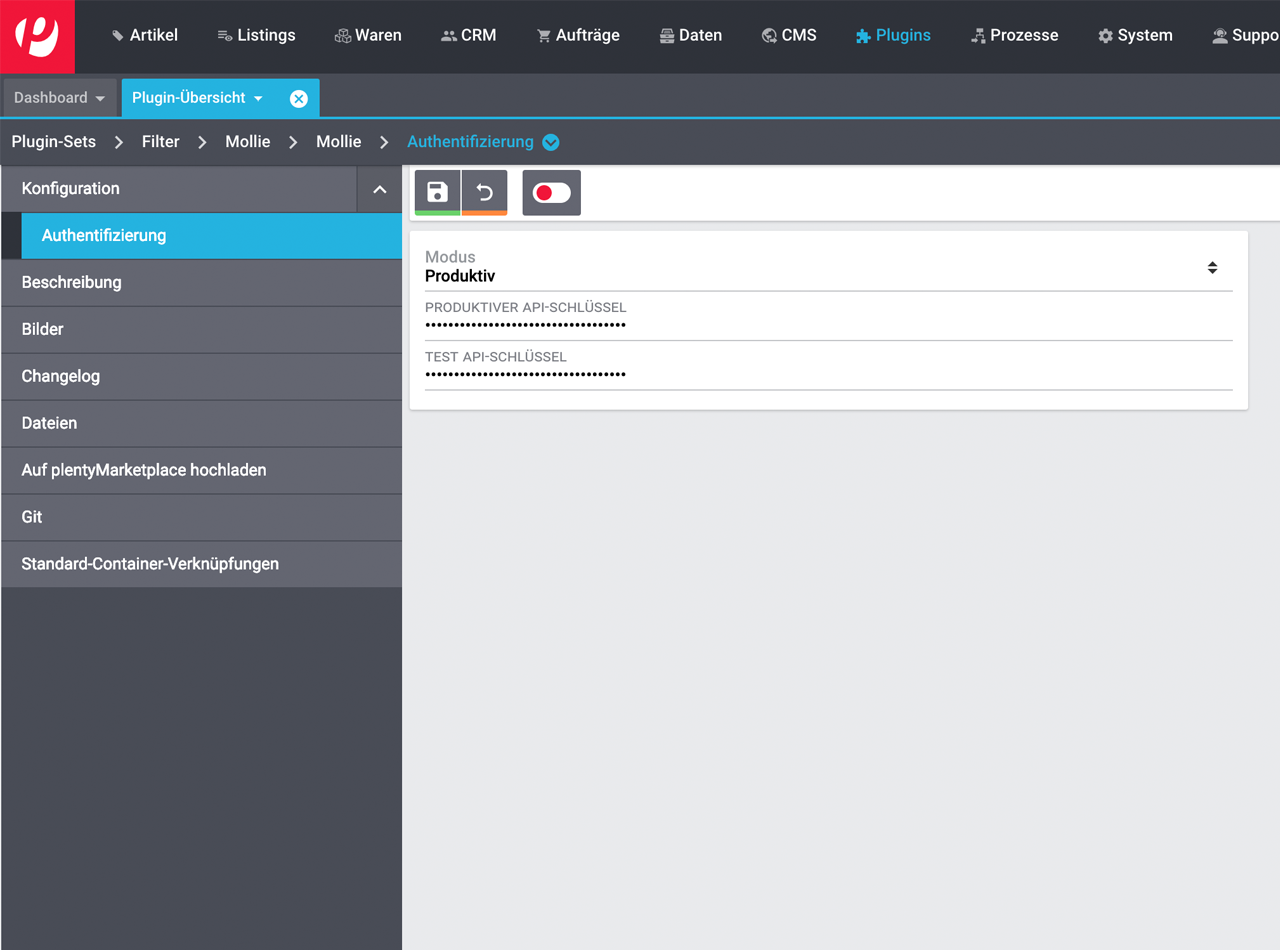 Artikel Listings Waren CRM Aufträge Daten CMS Plugins Prozesse System Suppo
Dashboard Plugin-Übersicht
Plugin-Sets Filter Mollie Mollie Authentifizierung
Konfiguration
Authentifizierung
Beschreibung
Bilder
Changelog
Dateien
Auf plentyMarketplace hochladen
Git
Standard-Container-Verknüpfungen
Modus
Produktiv
PRODUKTIVER API-SCHLÜSSEL
•••••••••••••••••••••••••••••••••••
TEST API-SCHLÜSSEL
•••••••••••••••••••••••••••••••••••